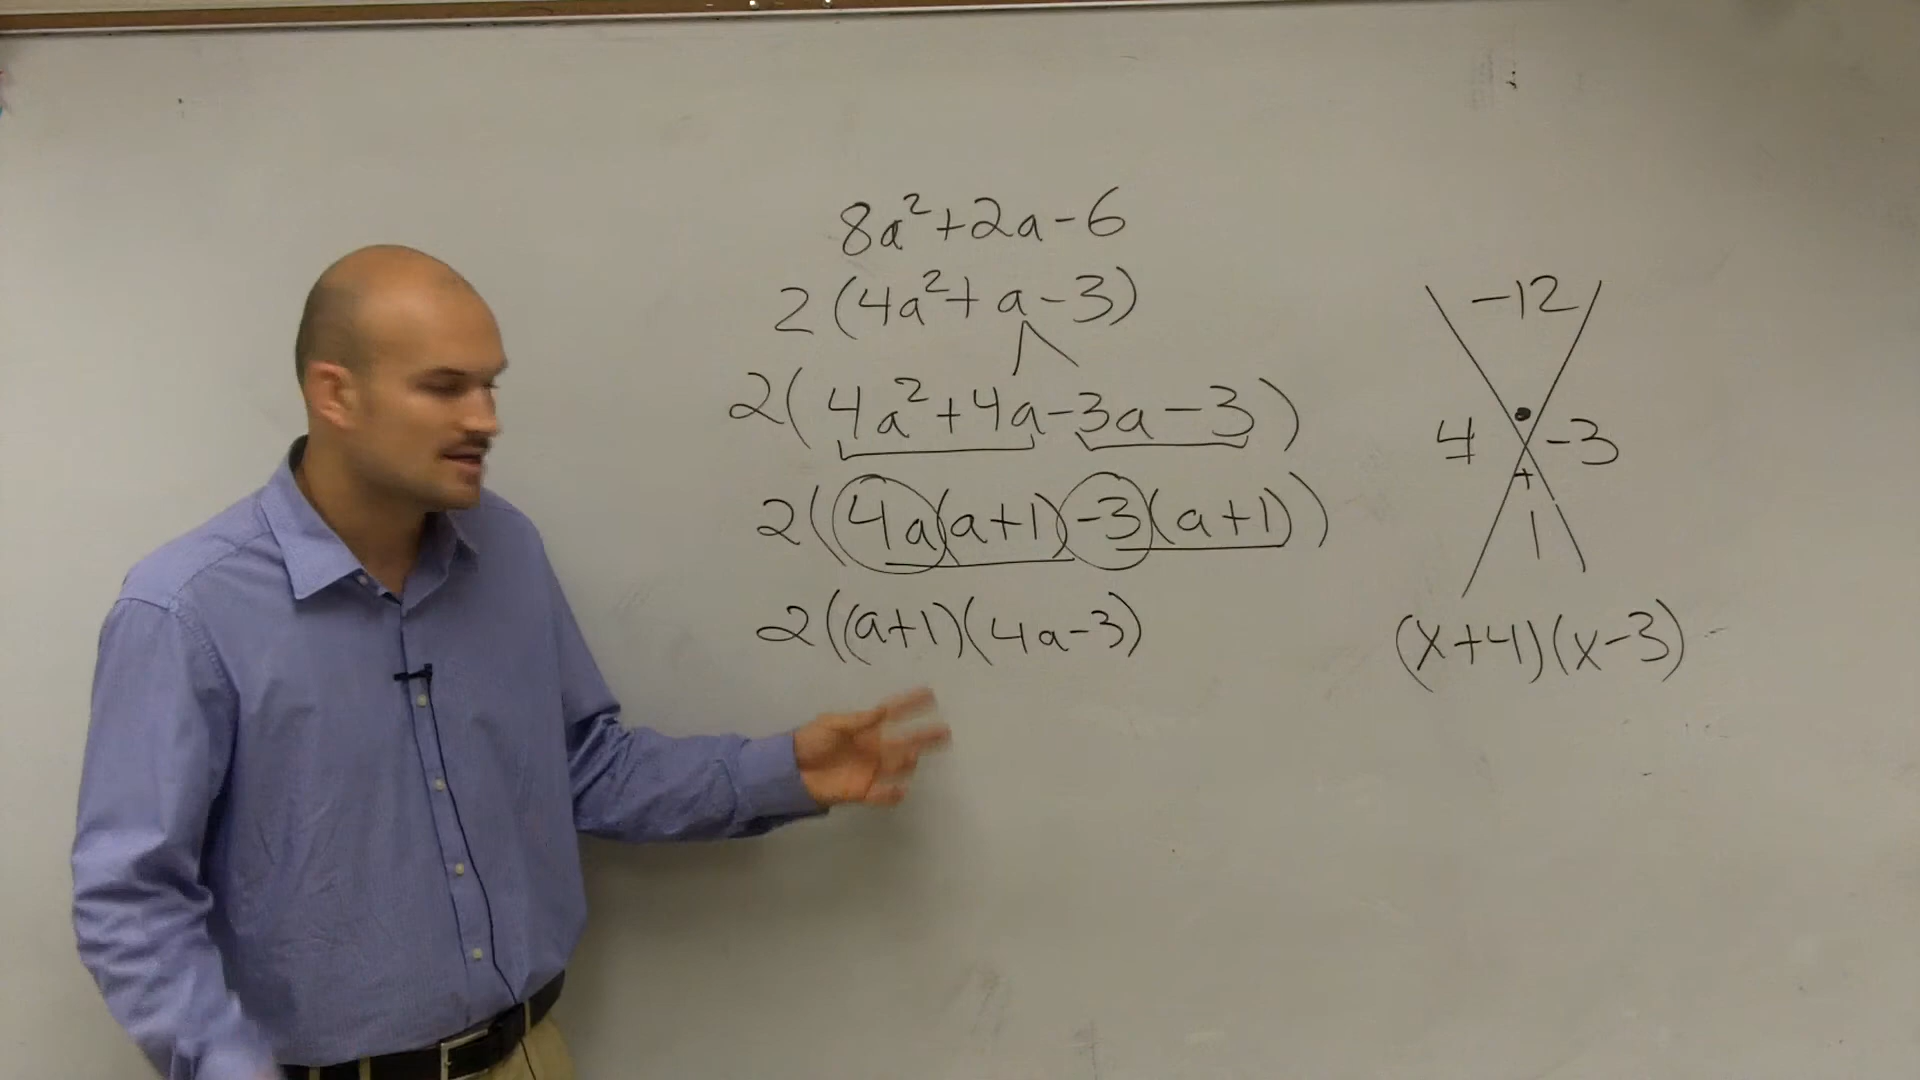 8a²+2a-6
2(4a²+a-3)
2(4a²+4a-3a-3)
2(4a(a+1)-3(a+1))
2((a+1)(4a-3)
-12
•
4 -3
+
1
(x+4)(x-3)